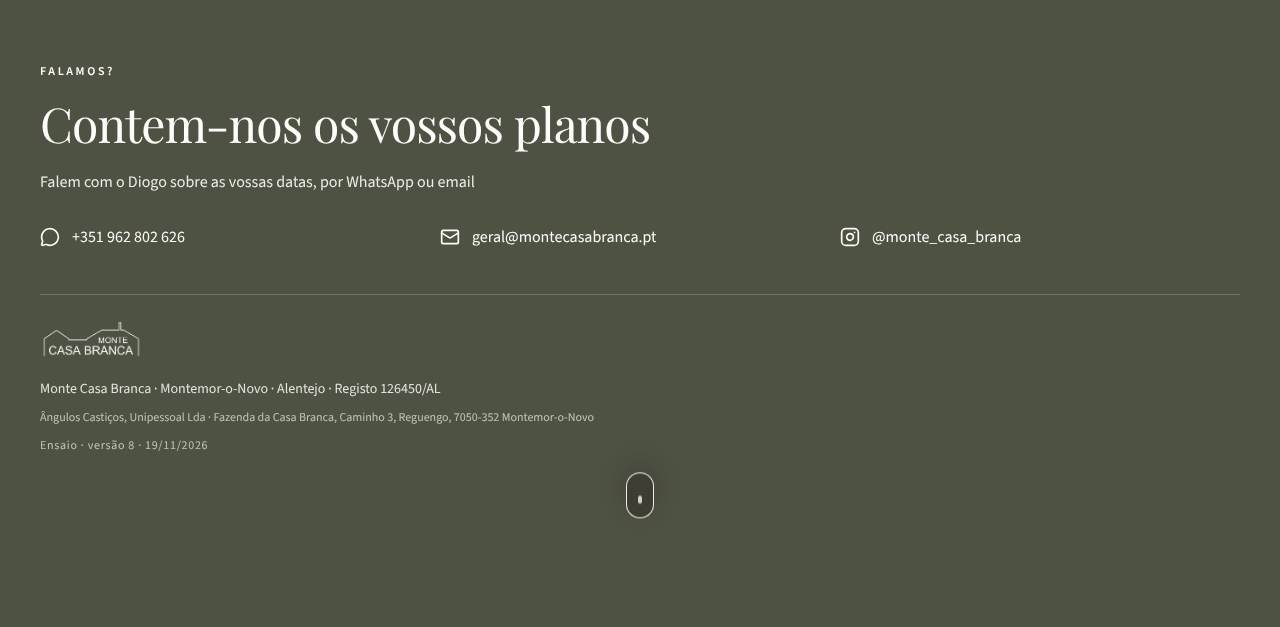 FALAMOS?
Contem-nos os vossos planos
Falem com o Diogo sobre as vossas datas, por WhatsApp ou email
+351 962 802 626
geral@montecasabranca.pt
@monte_casa_branca
MONTE
CASA BRANCA
Monte Casa Branca · Montemor-o-Novo · Alentejo · Registo 126450/AL
Ângulos Castiços, Unipessoal Lda · Fazenda da Casa Branca, Caminho 3, Reguengo, 7050-352 Montemor-o-Novo
Ensaio · versão 8 · 19/11/2026